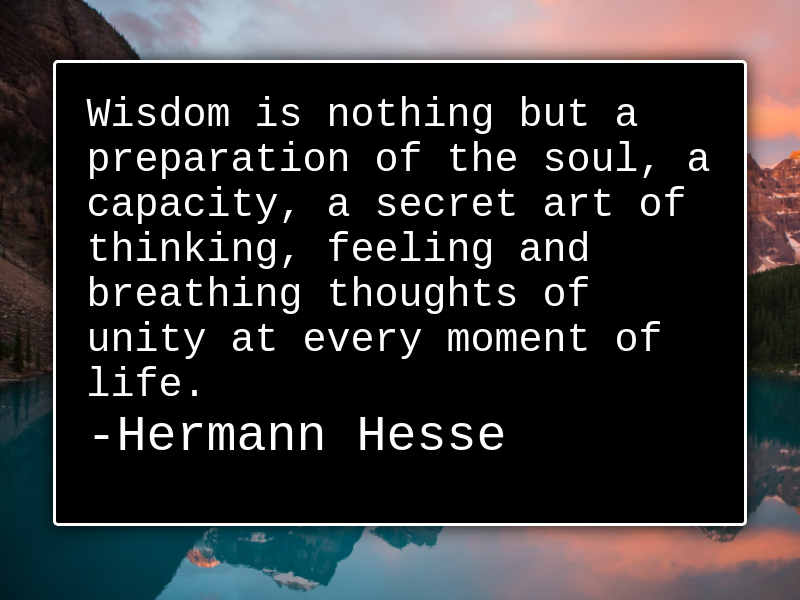 Wisdom is nothing but a
preparation of the soul, a
capacity, a secret art of
thinking, feeling and
breathing thoughts of
unity at every moment of
life.
-Hermann Hesse